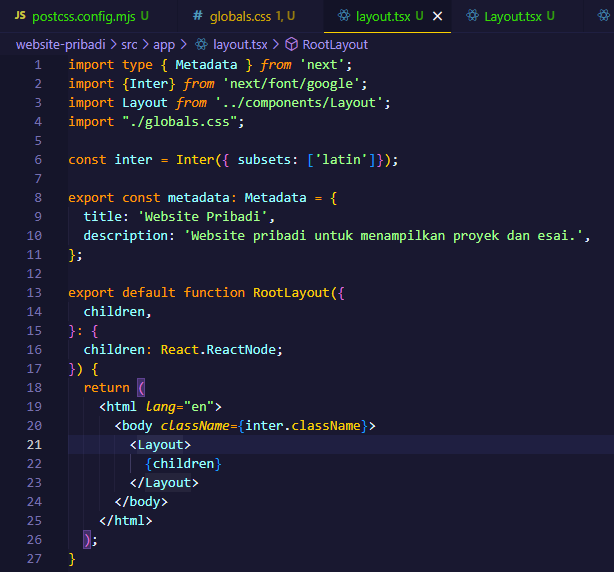 JS postcss.config.mjs U # globals.css 1, U layout.tsx U × Layout.tsx U
website-pribadi > src > app > layout.tsx > RootLayout
1 import type { Metadata } from 'next';
2 import {Inter} from 'next/font/google';
3 import Layout from '../components/Layout';
4 import "./globals.css";
5
6 const inter = Inter({ subsets: ['latin']});
7
8 export const metadata: Metadata = {
9   title: 'Website Pribadi',
10   description: 'Website pribadi untuk menampilkan proyek dan esai.',
11 };
12
13 export default function RootLayout({
14   children,
15 }: {
16   children: React.ReactNode;
17 }) {
18   return (
19     <html lang="en">
20       <body className={inter.className}>
21         <Layout>
22           {children}
23         </Layout>
24       </body>
25     </html>
26   );
27 }